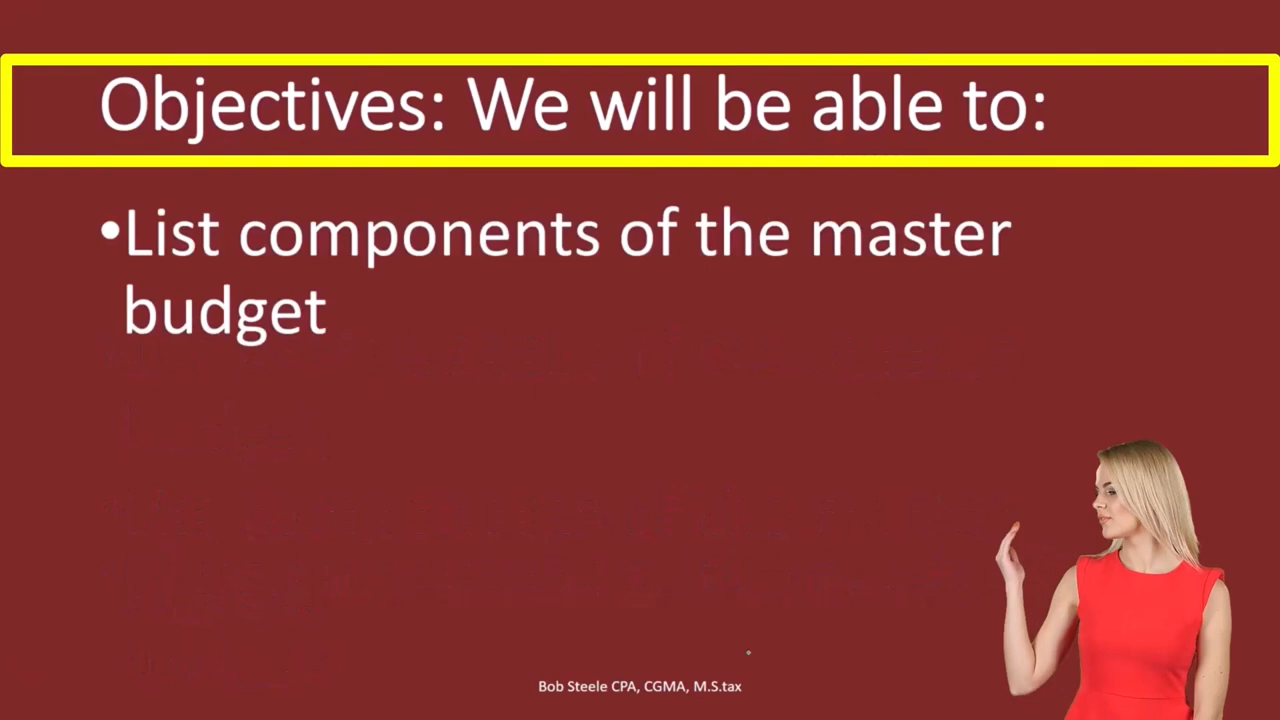 Objectives: We will be able to:
•List components of the master
budget
Bob Steele CPA, CGMA, M.S.tax